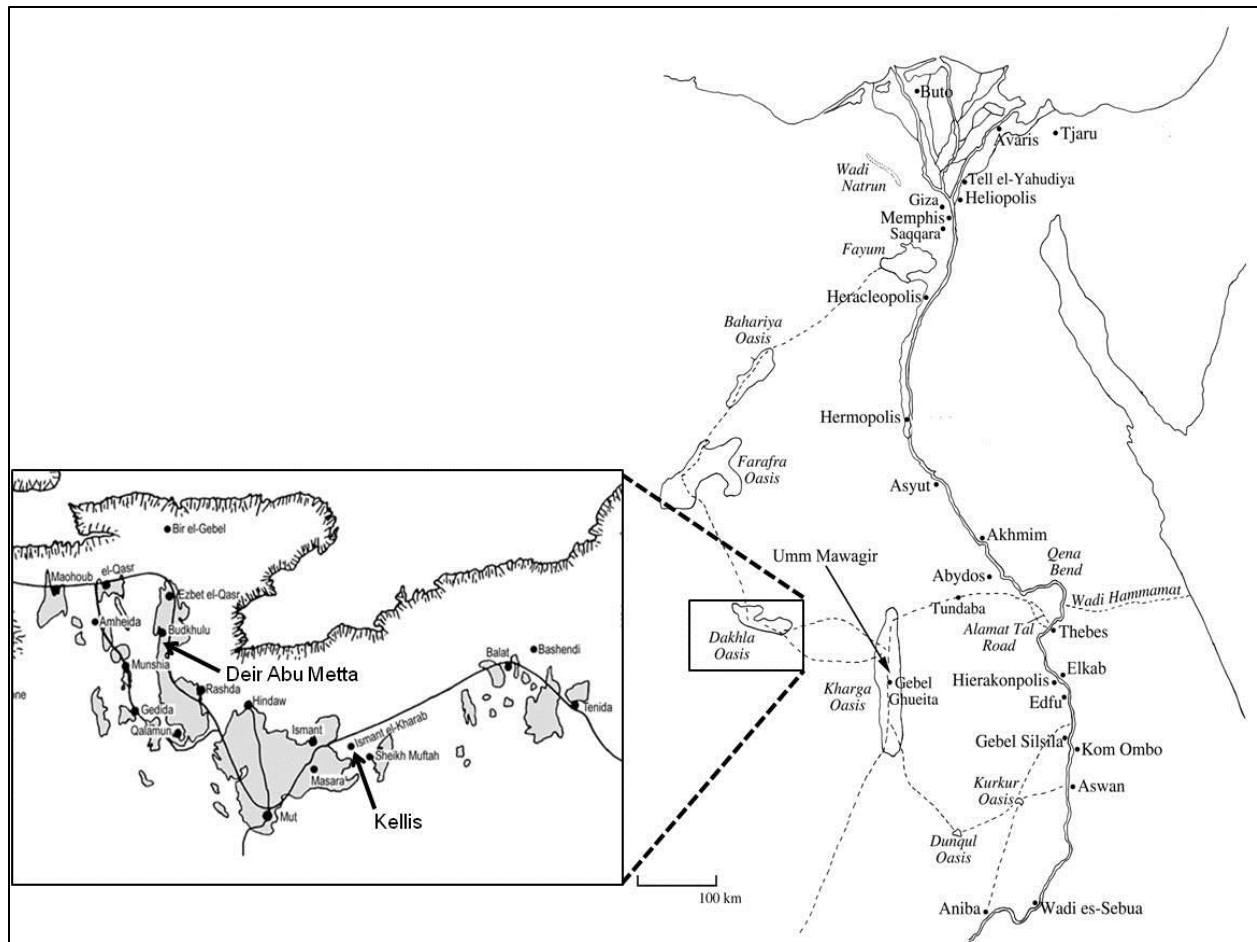 Buto
Avaris
Tjaru
Wadi
Natrun
Tell el-Yahudiya
Giza
Heliopolis
Memphis
Saqqara
Fayum
Heracleopolis
Bahariya
Oasis
Hermopolis
Farafra
Oasis
Asyut
Akhmim
Umm Mawagir
Qena
Bend
Abydos
Wadi Hammamat
Tundaba
Alamat Tal
Road
Thebes
Dakhla
Oasis
Elkab
Hierakonpolis
Kharga
Oasis
Gebel
Ghueita
Edfu
Gebel Silsila
Kom Ombo
Kurkur
Oasis
Aswan
Dunqul
Oasis
100 km
Aniba
Wadi es-Sebua
Bir el-Gebel
Maohoub
el-Qasr
Ezbet el-Qasr
Amheida
Budkhulu
Deir Abu Metta
Balat
Bashendi
Munshia
Rashda
Hindaw
Tenida
Gedida
Qalamun
Ismant
Ismant el-Kharab
Sheikh Muftah
Masara
Mut
Kellis
ne